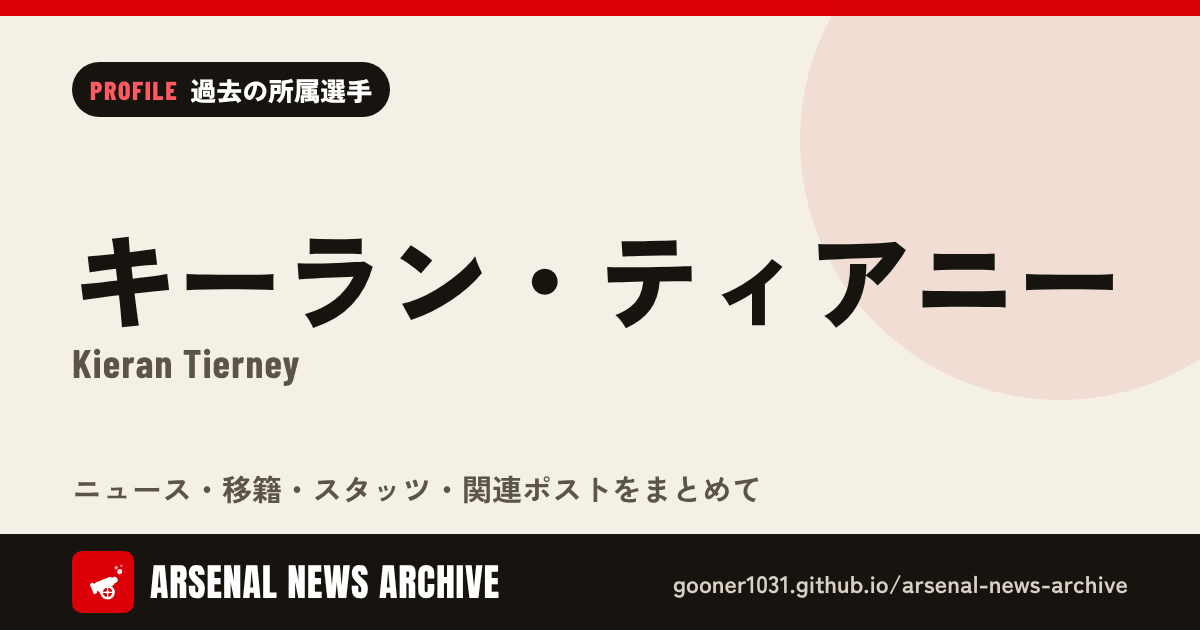 PROFILE 過去の所属選手
キーラン・ティアニー
Kieran Tierney
ニュース・移籍・スタッツ・関連ポストをまとめて
ARSENAL NEWS ARCHIVE
gooner1031.github.io/arsenal-news-archive